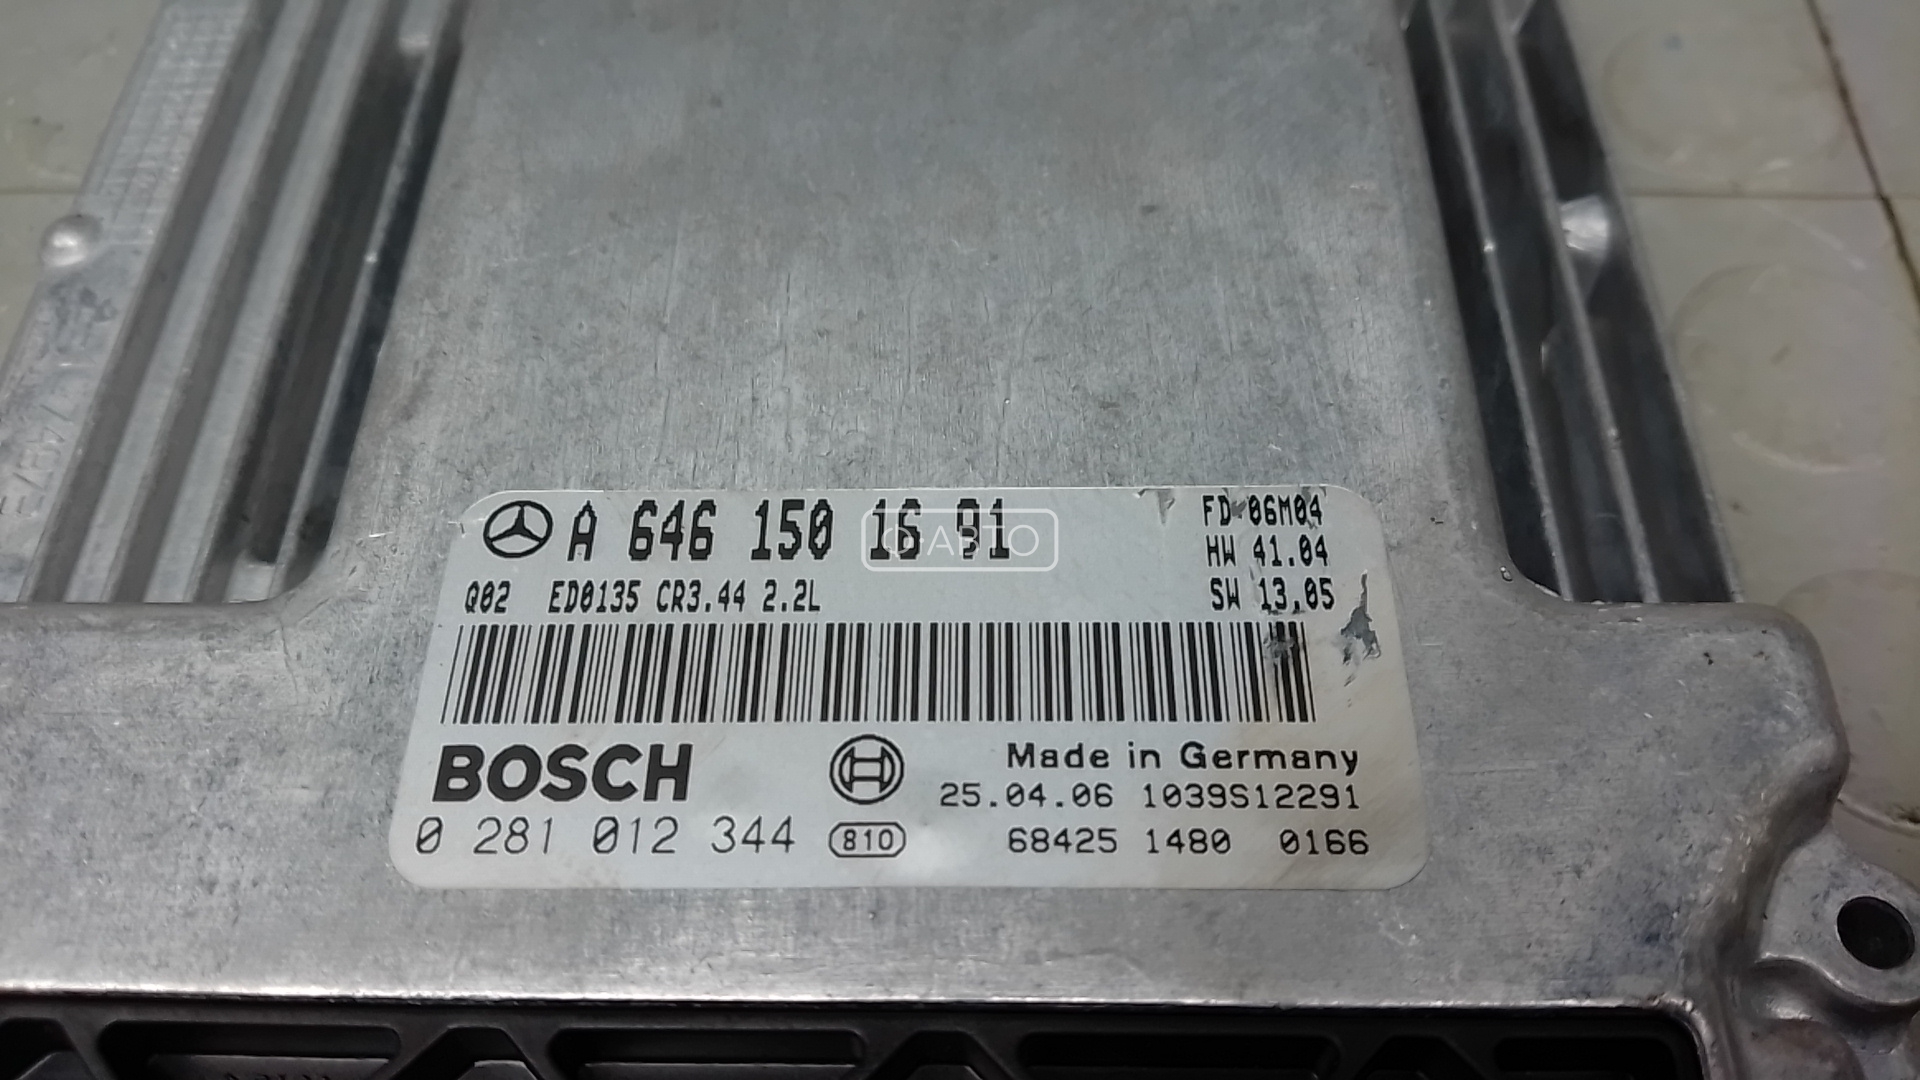 A 646 150 16 91
FD 06M04
HW 41.04
Q02 ED0135 CR3.44 2.2L
SW 13.05
АВТО
BOSCH
Made in Germany
25.04.06 1039S12291
0 281 012 344 810 68425 1480 0166